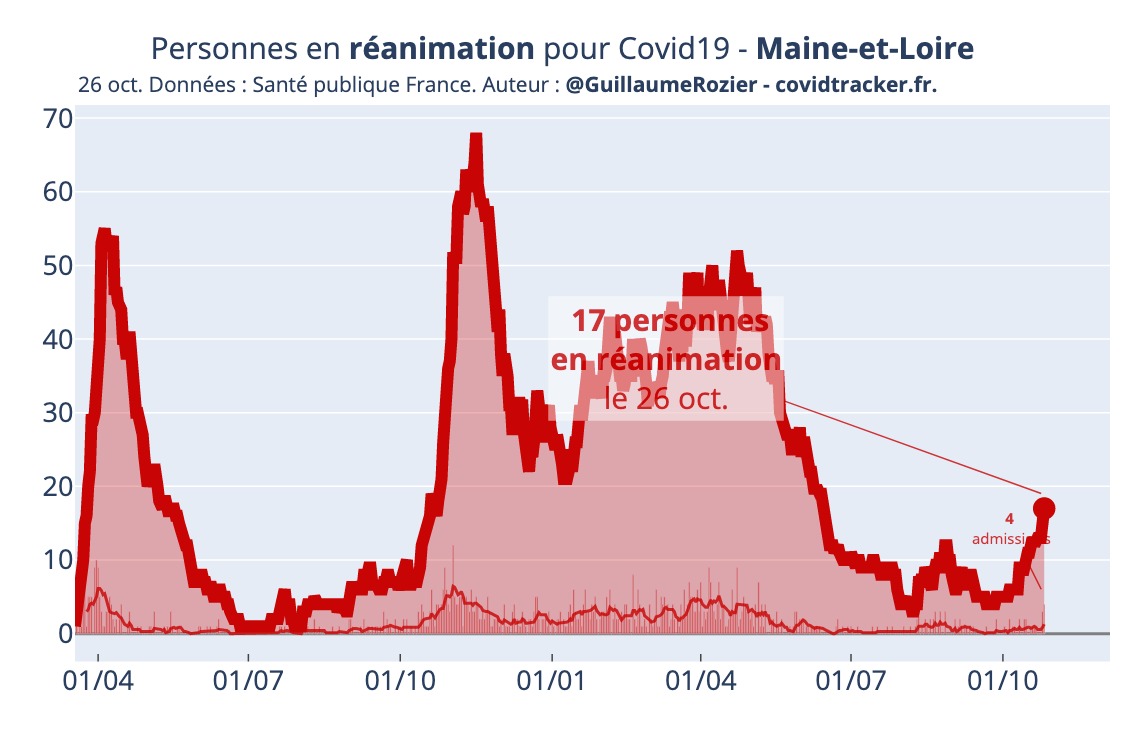 Personnes en réanimation pour Covid19 - Maine-et-Loire
26 oct. Données : Santé publique France. Auteur : @GuillaumeRozier - covidtracker.fr.
70
60
50
40
30
20
10
0
17 personnes
en réanimation
le 26 oct.
4
admissions
01/04
01/07
01/10
01/01
01/04
01/07
01/10